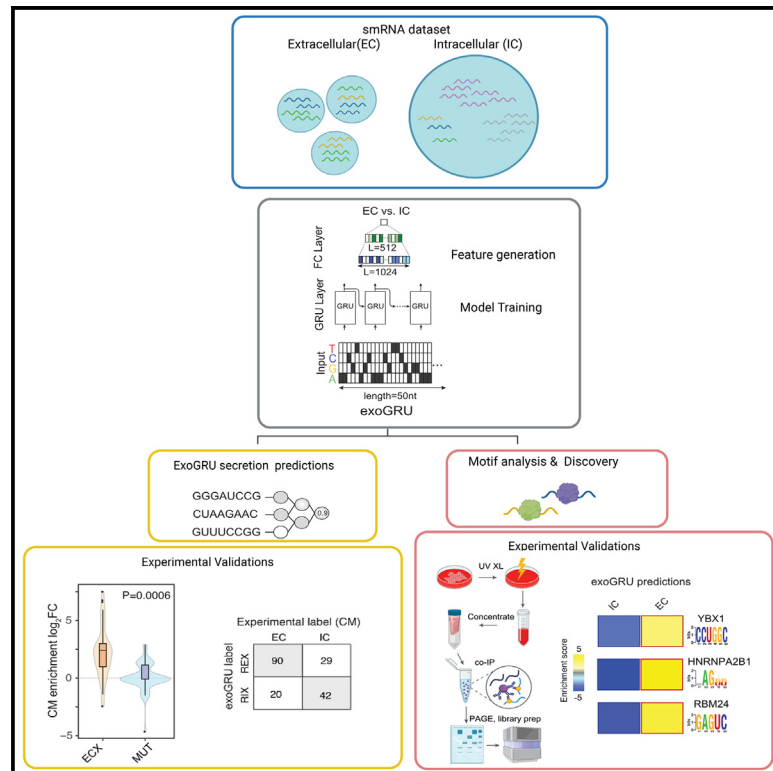 smRNA dataset
Extracellular(EC)
Intracellular (IC)
EC vs. IC
FC Layer
L=512
L=1024
Feature generation
GRU Layer
GRU GRU GRU
Model Training
Input
T
C
G
A
...
length=50nt
exoGRU
ExoGRU secretion predictions
GGGAUCCG
CUAAGAAC
GUUUCCGG
0.9
Motif analysis & Discovery
Experimental Validations
P=0.0006
CM enrichment log2FC
5
0
-5
ECX
MUT
Experimental label (CM)
EC IC
exoGRU label
REX
90 29
RIX
20 42
Experimental Validations
UV XL
Concentrate
co-IP
PAGE, library prep
exoGRU predictions
IC
EC
Enrichment score
5
-5
YBX1
CCUGGC
HNRNPA2B1
RBM24
GAGUC